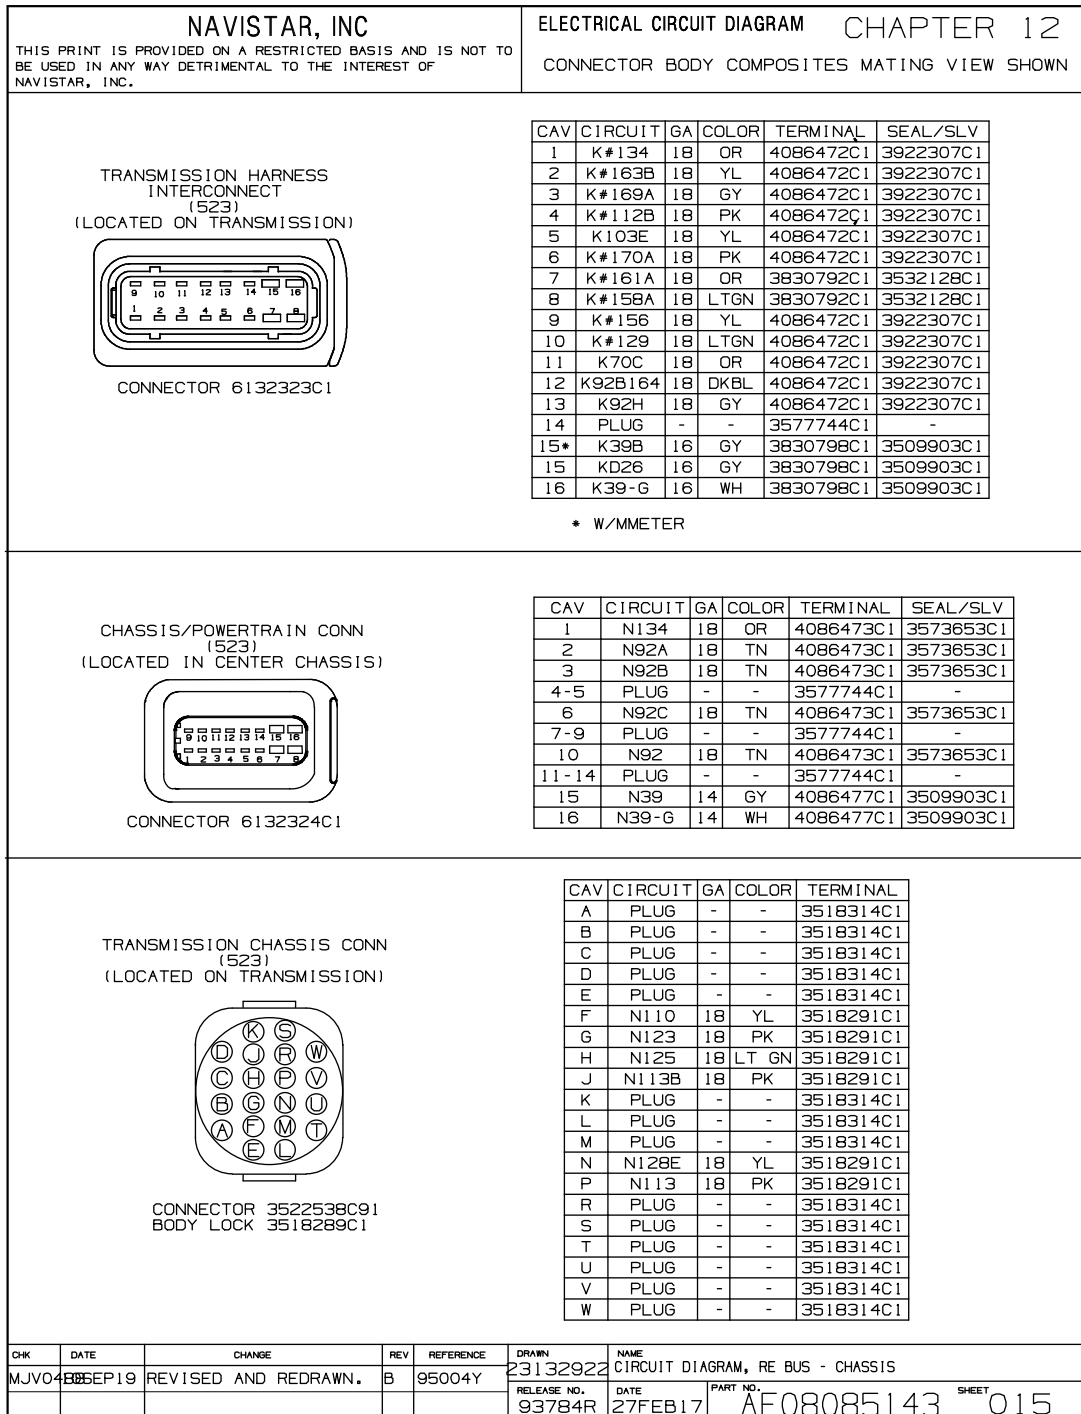 NAVISTAR, INC
THIS PRINT IS PROVIDED ON A RESTRICTED BASIS AND IS NOT TO
BE USED IN ANY WAY DETRIMENTAL TO THE INTEREST OF
NAVISTAR, INC.
ELECTRICAL CIRCUIT DIAGRAM CHAPTER 12
CONNECTOR BODY COMPOSITES MATING VIEW SHOWN
TRANSMISSION HARNESS
INTERCONNECT
(523)
(LOCATED ON TRANSMISSION)
9 10 11 12 13 14 15 16
1 2 3 4 5 6 7 8
CONNECTOR 6132323C1
CAV CIRCUIT GA COLOR TERMINAL SEAL/SLV
1 K#134 18 OR 4086472C1 3922307C1
2 K#163B 18 YL 4086472C1 3922307C1
3 K#169A 18 GY 4086472C1 3922307C1
4 K#112B 18 PK 4086472C1 3922307C1
5 K103E 18 YL 4086472C1 3922307C1
6 K#170A 18 PK 4086472C1 3922307C1
7 K#161A 18 OR 3830792C1 3532128C1
8 K#158A 18 LTGN 3830792C1 3532128C1
9 K#156 18 YL 4086472C1 3922307C1
10 K#129 18 LTGN 4086472C1 3922307C1
11 K70C 18 OR 4086472C1 3922307C1
12 K92B164 18 DKBL 4086472C1 3922307C1
13 K92H 18 GY 4086472C1 3922307C1
14 PLUG - - 3577744C1 -
15* K39B 16 GY 3830798C1 3509903C1
15 KD26 16 GY 3830798C1 3509903C1
16 K39-G 16 WH 3830798C1 3509903C1
* W/MMETER
CHASSIS/POWERTRAIN CONN
(523)
(LOCATED IN CENTER CHASSIS)
9 10 11 12 13 14 15 16
1 2 3 4 5 6 7 8
CONNECTOR 6132324C1
CAV CIRCUIT GA COLOR TERMINAL SEAL/SLV
1 N134 18 OR 4086473C1 3573653C1
2 N92A 18 TN 4086473C1 3573653C1
3 N92B 18 TN 4086473C1 3573653C1
4-5 PLUG - - 3577744C1 -
6 N92C 18 TN 4086473C1 3573653C1
7-9 PLUG - - 3577744C1 -
10 N92 18 TN 4086473C1 3573653C1
11-14 PLUG - - 3577744C1 -
15 N39 14 GY 4086477C1 3509903C1
16 N39-G 14 WH 4086477C1 3509903C1
TRANSMISSION CHASSIS CONN
(523)
(LOCATED ON TRANSMISSION)
K S
D J R W
C H P V
B G N U
A F M T
E L
CONNECTOR 3522538C91
BODY LOCK 3518289C1
CAV CIRCUIT GA COLOR TERMINAL
A PLUG - - 3518314C1
B PLUG - - 3518314C1
C PLUG - - 3518314C1
D PLUG - - 3518314C1
E PLUG - - 3518314C1
F N110 18 YL 3518291C1
G N123 18 PK 3518291C1
H N125 18 LT GN 3518291C1
J N113B 18 PK 3518291C1
K PLUG - - 3518314C1
L PLUG - - 3518314C1
M PLUG - - 3518314C1
N N128E 18 YL 3518291C1
P N113 18 PK 3518291C1
R PLUG - - 3518314C1
S PLUG - - 3518314C1
T PLUG - - 3518314C1
U PLUG - - 3518314C1
V PLUG - - 3518314C1
W PLUG - - 3518314C1
CHK DATE CHANGE REV REFERENCE
REVISED AND REDRAWN. B 95004Y
DRAWN 23132922
NAME CIRCUIT DIAGRAM, RE BUS - CHASSIS
RELEASE NO. 93784R
DATE 27FEB17
PART NO. AF08085143
SHEET 015